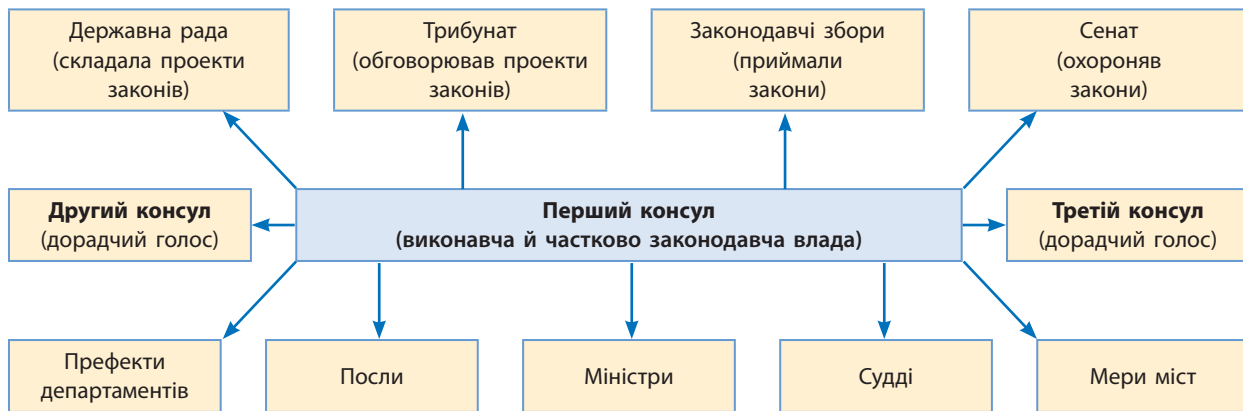 Державна рада
(складала проекти
законів)
Трибунат
(обговорював проекти
законів)
Законодавчі збори
(приймали
закони)
Сенат
(охороняв
закони)
Другий консул
(дорадчий голос)
Перший консул
(виконавча й частково законодавча влада)
Третій консул
(дорадчий голос)
Префекти
департаментів
Посли
Міністри
Судді
Мери міст